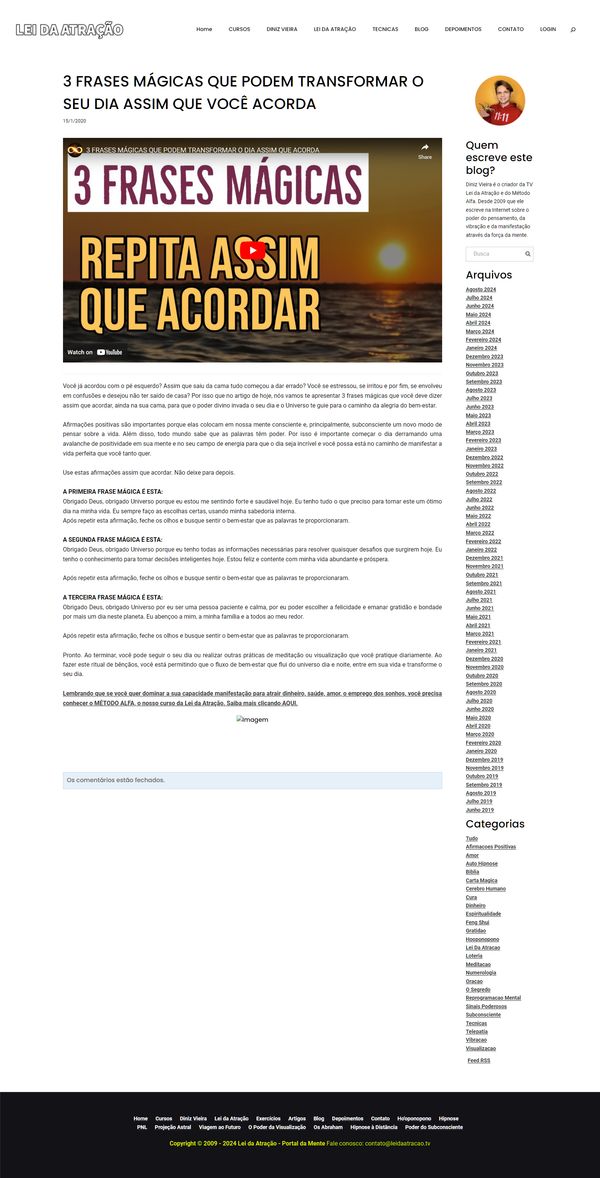 LEI DA ATRAÇÃO
Home CURSOS DINIZ VIEIRA LEI DA ATRAÇÃO TECNICAS BLOG DEPOIMENTOS CONTATO LOGIN
3 FRASES MÁGICAS QUE PODEM TRANSFORMAR O
SEU DIA ASSIM QUE VOCÊ ACORDA
15/1/2020
3 FRASES MÁGICAS QUE PODEM TRANSFORMAR O DIA ASSIM QUE ACORDA
Share
3 FRASES MÁGICAS
REPITA ASSIM
QUE ACORDAR
Watch on YouTube
Você já acordou com o pé esquerdo? Assim que saiu da cama tudo começou a dar errado? Você se estressou, se irritou e por fim, se envolveu
em confusões e desejou não ter saído de casa? Por isso que no artigo de hoje, nós vamos te apresentar 3 frases mágicas que você deve dizer
assim que acordar, ainda na sua cama, para que o poder divino invada o seu dia e o Universo te guie para o caminho da alegria do bem-estar.
Afirmações positivas são importantes porque elas colocam em nossa mente consciente e, principalmente, subconsciente um novo modo de
pensar sobre a vida. Além disso, todo mundo sabe que as palavras têm poder. Por isso é importante começar o dia derramando uma
avalanche de positividade em sua mente e no seu campo de energia para que o dia seja incrível e você possa está no caminho de manifestar a
vida perfeita que você tanto quer.
Use estas afirmações assim que acordar. Não deixe para depois.
A PRIMEIRA FRASE MÁGICA É ESTA:
Obrigado Deus, obrigado Universo porque eu estou me sentindo forte e saudável hoje. Eu tenho tudo o que preciso para tornar este um ótimo
dia na minha vida. Eu sempre faço as escolhas certas, usando minha sabedoria interna.
Após repetir esta afirmação, feche os olhos e busque sentir o bem-estar que as palavras te proporcionaram.
A SEGUNDA FRASE MÁGICA É ESTA:
Obrigado Deus, obrigado Universo porque eu tenho todas as informações necessárias para resolver quaisquer desafios que surgirem hoje. Eu
tenho o conhecimento para tomar decisões inteligentes hoje. Estou feliz e contente com minha vida abundante e próspera.
Após repetir esta afirmação, feche os olhos e busque sentir o bem-estar que as palavras te proporcionaram.
A TERCEIRA FRASE MÁGICA É ESTA:
Obrigado Deus, obrigado Universo por eu ser uma pessoa paciente e calma, por eu poder escolher a felicidade e emanar gratidão e bondade
por mais um dia neste planeta. Eu abençoo a mim, a minha família e a todos ao meu redor.
Após repetir esta afirmação, feche os olhos e busque sentir o bem-estar que as palavras te proporcionaram.
Pronto. Ao terminar, você pode seguir o seu dia ou realizar outras práticas de meditação ou visualização que você pratique diariamente. Ao
fazer este ritual de bênçãos, você está permitindo que o fluxo de bem-estar que flui do universo dia e noite, entre em sua vida e transforme o
seu dia.
Lembrando que se você quer dominar a sua capacidade manifestação para atrair dinheiro, saúde, amor, o emprego dos sonhos, você precisa
conhecer o MÉTODO ALFA, o nosso curso da Lei da Atração. Saiba mais clicando AQUI.
Imagem
Os comentários estão fechados.
11:11
Quem
escreve este
blog?
Diniz Vieira é o criador da TV
Lei da Atração e do Método
Alfa. Desde 2009 que ele
escreve na Internet sobre o
poder do pensamento, da
vibração e da manifestação
através da força da mente.
Busca
Arquivos
Agosto 2024
Julho 2024
Junho 2024
Maio 2024
Abril 2024
Março 2024
Fevereiro 2024
Janeiro 2024
Dezembro 2023
Novembro 2023
Outubro 2023
Setembro 2023
Agosto 2023
Julho 2023
Junho 2023
Maio 2023
Abril 2023
Março 2023
Fevereiro 2023
Janeiro 2023
Dezembro 2022
Novembro 2022
Outubro 2022
Setembro 2022
Agosto 2022
Julho 2022
Junho 2022
Maio 2022
Abril 2022
Março 2022
Fevereiro 2022
Janeiro 2022
Dezembro 2021
Novembro 2021
Outubro 2021
Setembro 2021
Agosto 2021
Julho 2021
Junho 2021
Maio 2021
Abril 2021
Março 2021
Fevereiro 2021
Janeiro 2021
Dezembro 2020
Novembro 2020
Outubro 2020
Setembro 2020
Agosto 2020
Julho 2020
Junho 2020
Maio 2020
Abril 2020
Março 2020
Fevereiro 2020
Janeiro 2020
Dezembro 2019
Novembro 2019
Outubro 2019
Setembro 2019
Agosto 2019
Julho 2019
Junho 2019
Categorias
Tudo
Afirmacoes Positivas
Amor
Auto Hipnose
Biblia
Carta Magica
Cerebro Humano
Cura
Dinheiro
Espiritualidade
Feng Shui
Gratidao
Hooponopono
Lei Da Atracao
Loteria
Meditacao
Numerologia
Oracao
O Segredo
Reprogramacao Mental
Sinais Poderosos
Subconsciente
Tecnicas
Telepatia
Vibracao
Visualizacao
Feed RSS
Home Cursos Diniz Vieira Lei da Atração Exercícios Artigos Blog Depoimentos Contato Ho'oponopono Hipnose
PNL Projeção Astral Viagem ao Futuro O Poder da Visualização Os Abraham Hipnose à Distância Poder do Subconsciente
Copyright © 2009 - 2024 Lei da Atração - Portal da Mente Fale conosco: contato@leidaatracao.tv